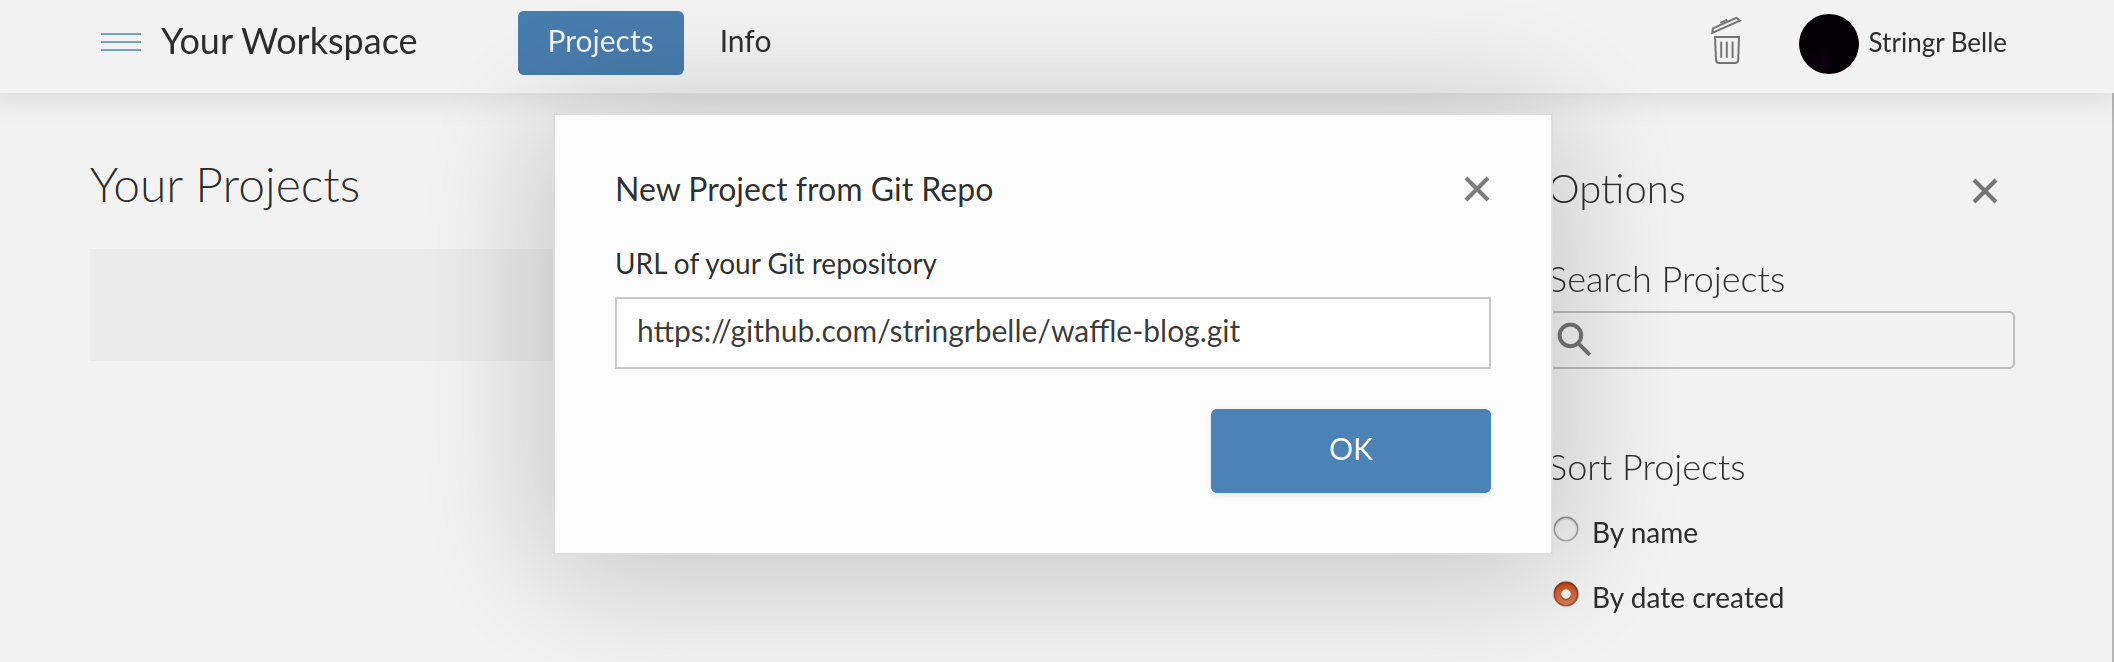 Your Workspace
Projects
Info
Stringr Belle
Your Projects
New Project from Git Repo
URL of your Git repository
https://github.com/stringrbelle/waffle-blog.git
OK
Options
Search Projects
Sort Projects
By name
By date created